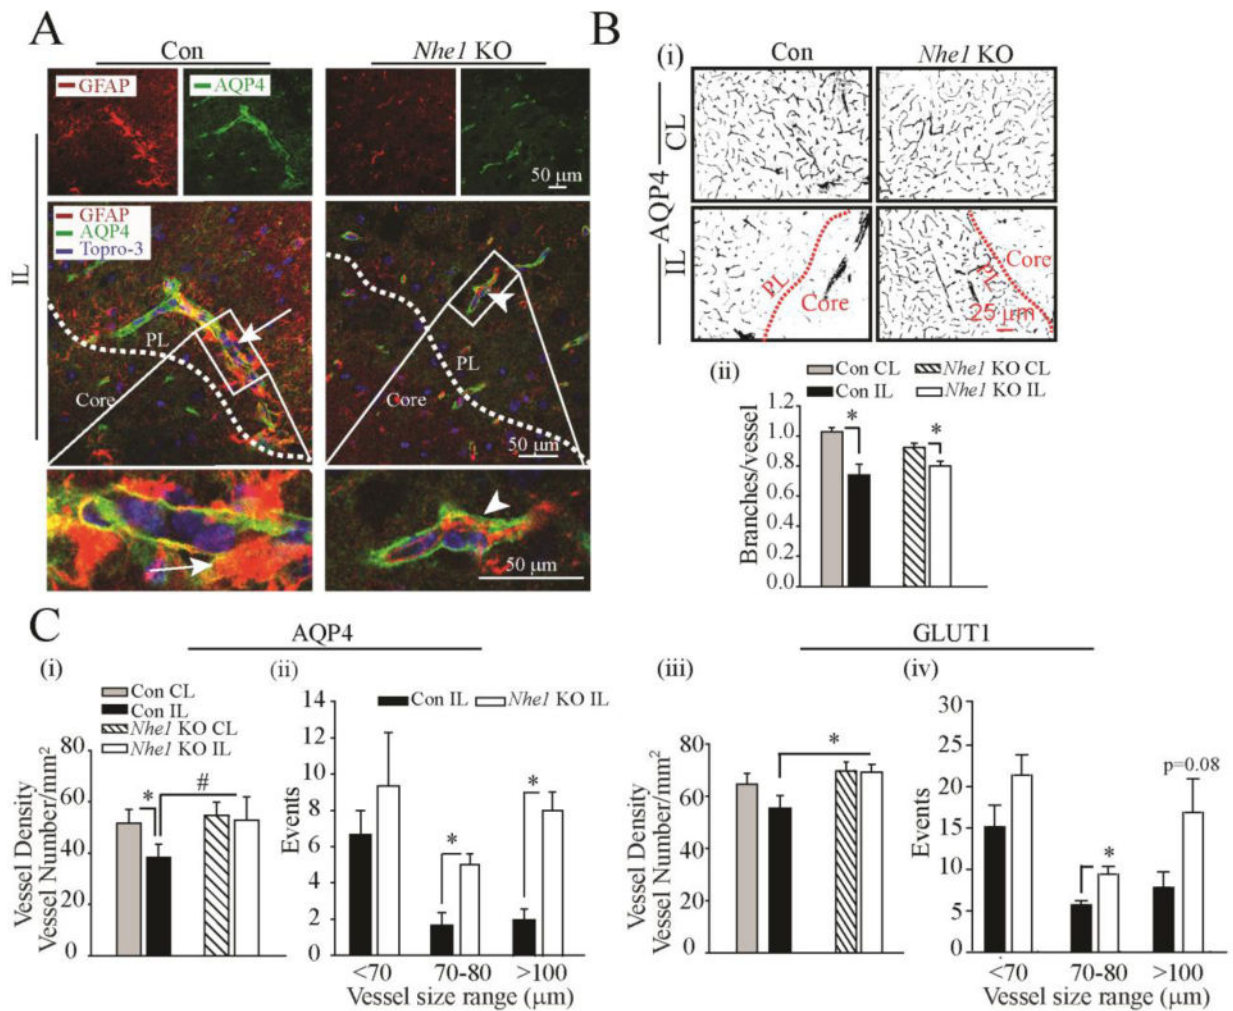 A
Con
Nhe1 KO
GFAP
AQP4
50 μm
IL
GFAP
AQP4
Topro-3
PL
Core
PL
Core
50 μm
50 μm
B
(i)
Con
Nhe1 KO
AQP4
CL
IL
PL
Core
PL
Core
25 μm
(ii)
Con CL
Nhe1 KO CL
Con IL
Nhe1 KO IL
Branches/vessel
1.2
1.0
0.8
0.6
0.4
0.2
0.0
*
*
C
AQP4
GLUT1
(i)
Con CL
Con IL
Nhe1 KO CL
Nhe1 KO IL
Vessel Density
Vessel Number/mm²
80
60
40
20
0
*
#
(ii)
Con IL
Nhe1 KO IL
Events
14
12
10
8
6
4
2
0
*
*
<70
70-80
>100
Vessel size range (μm)
(iii)
Vessel Density
Vessel Number/mm²
80
60
40
20
0
*
(iv)
Events
30
25
20
15
10
5
0
*
p=0.08
<70
70-80
>100
Vessel size range (μm)